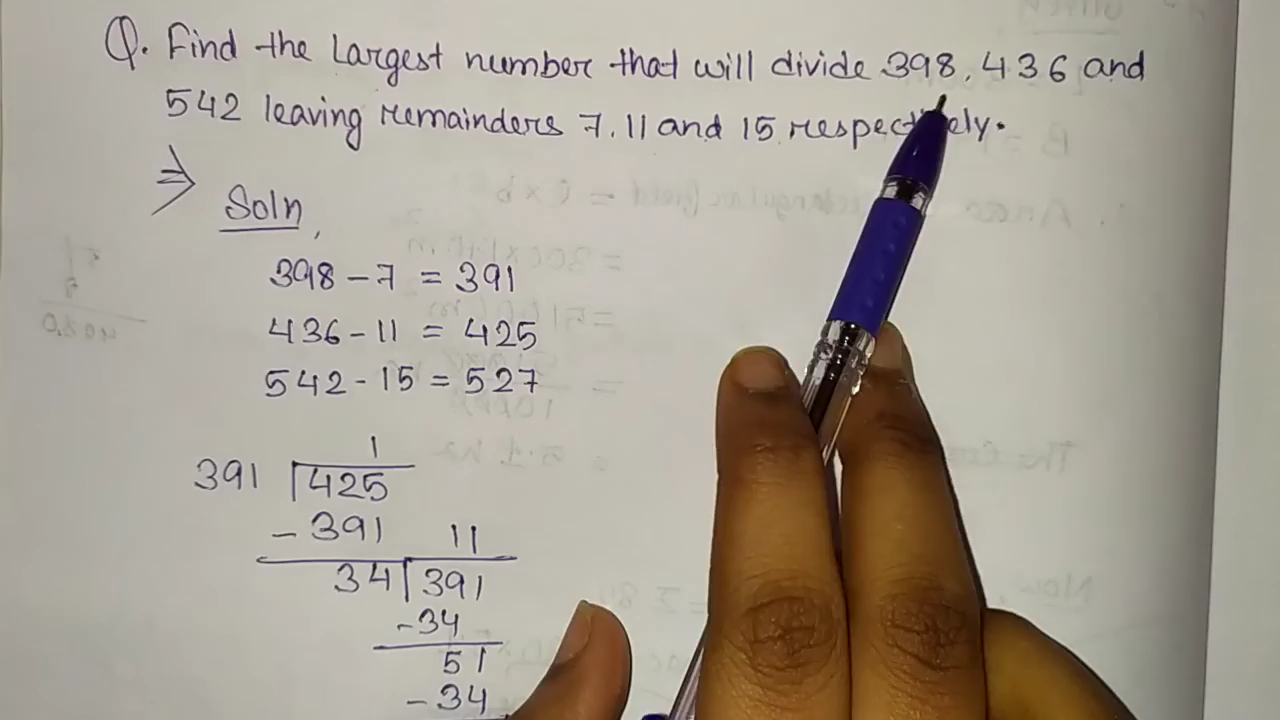 Q. Find the largest number that will divide 398, 436 and
542 leaving remainders 7, 11 and 15 respectively.
⇒ Soln,
398 - 7 = 391
436 - 11 = 425
542 - 15 = 527
1
391 425
- 391 11
34 391
-34
51
-34